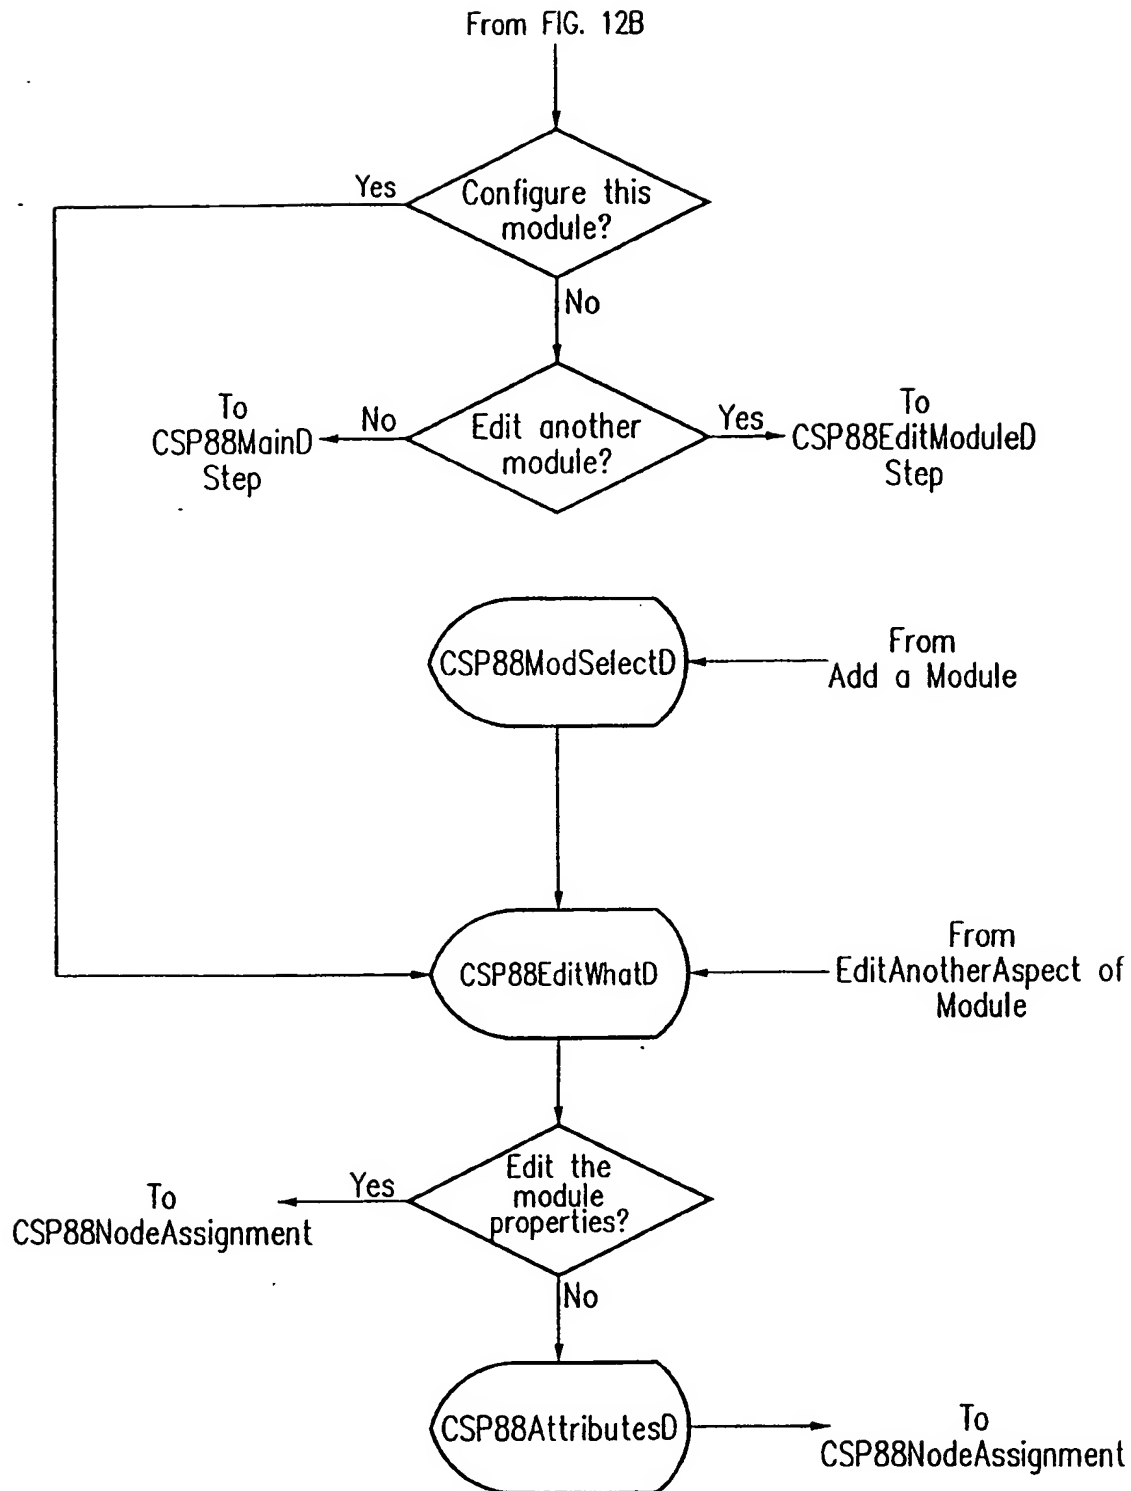 From FIG. 12B
Yes
Configure this
module?
No
To
CSP88MainD
Step
No
Edit another
module?
Yes
To
CSP88EditModuleD
Step
CSP88ModSelectD
From
Add a Module
CSP88EditWhatD
From
EditAnotherAspect of
Module
To
CSP88NodeAssignment
Yes
Edit the
module
properties?
No
CSP88AttributesD
To
CSP88NodeAssignment